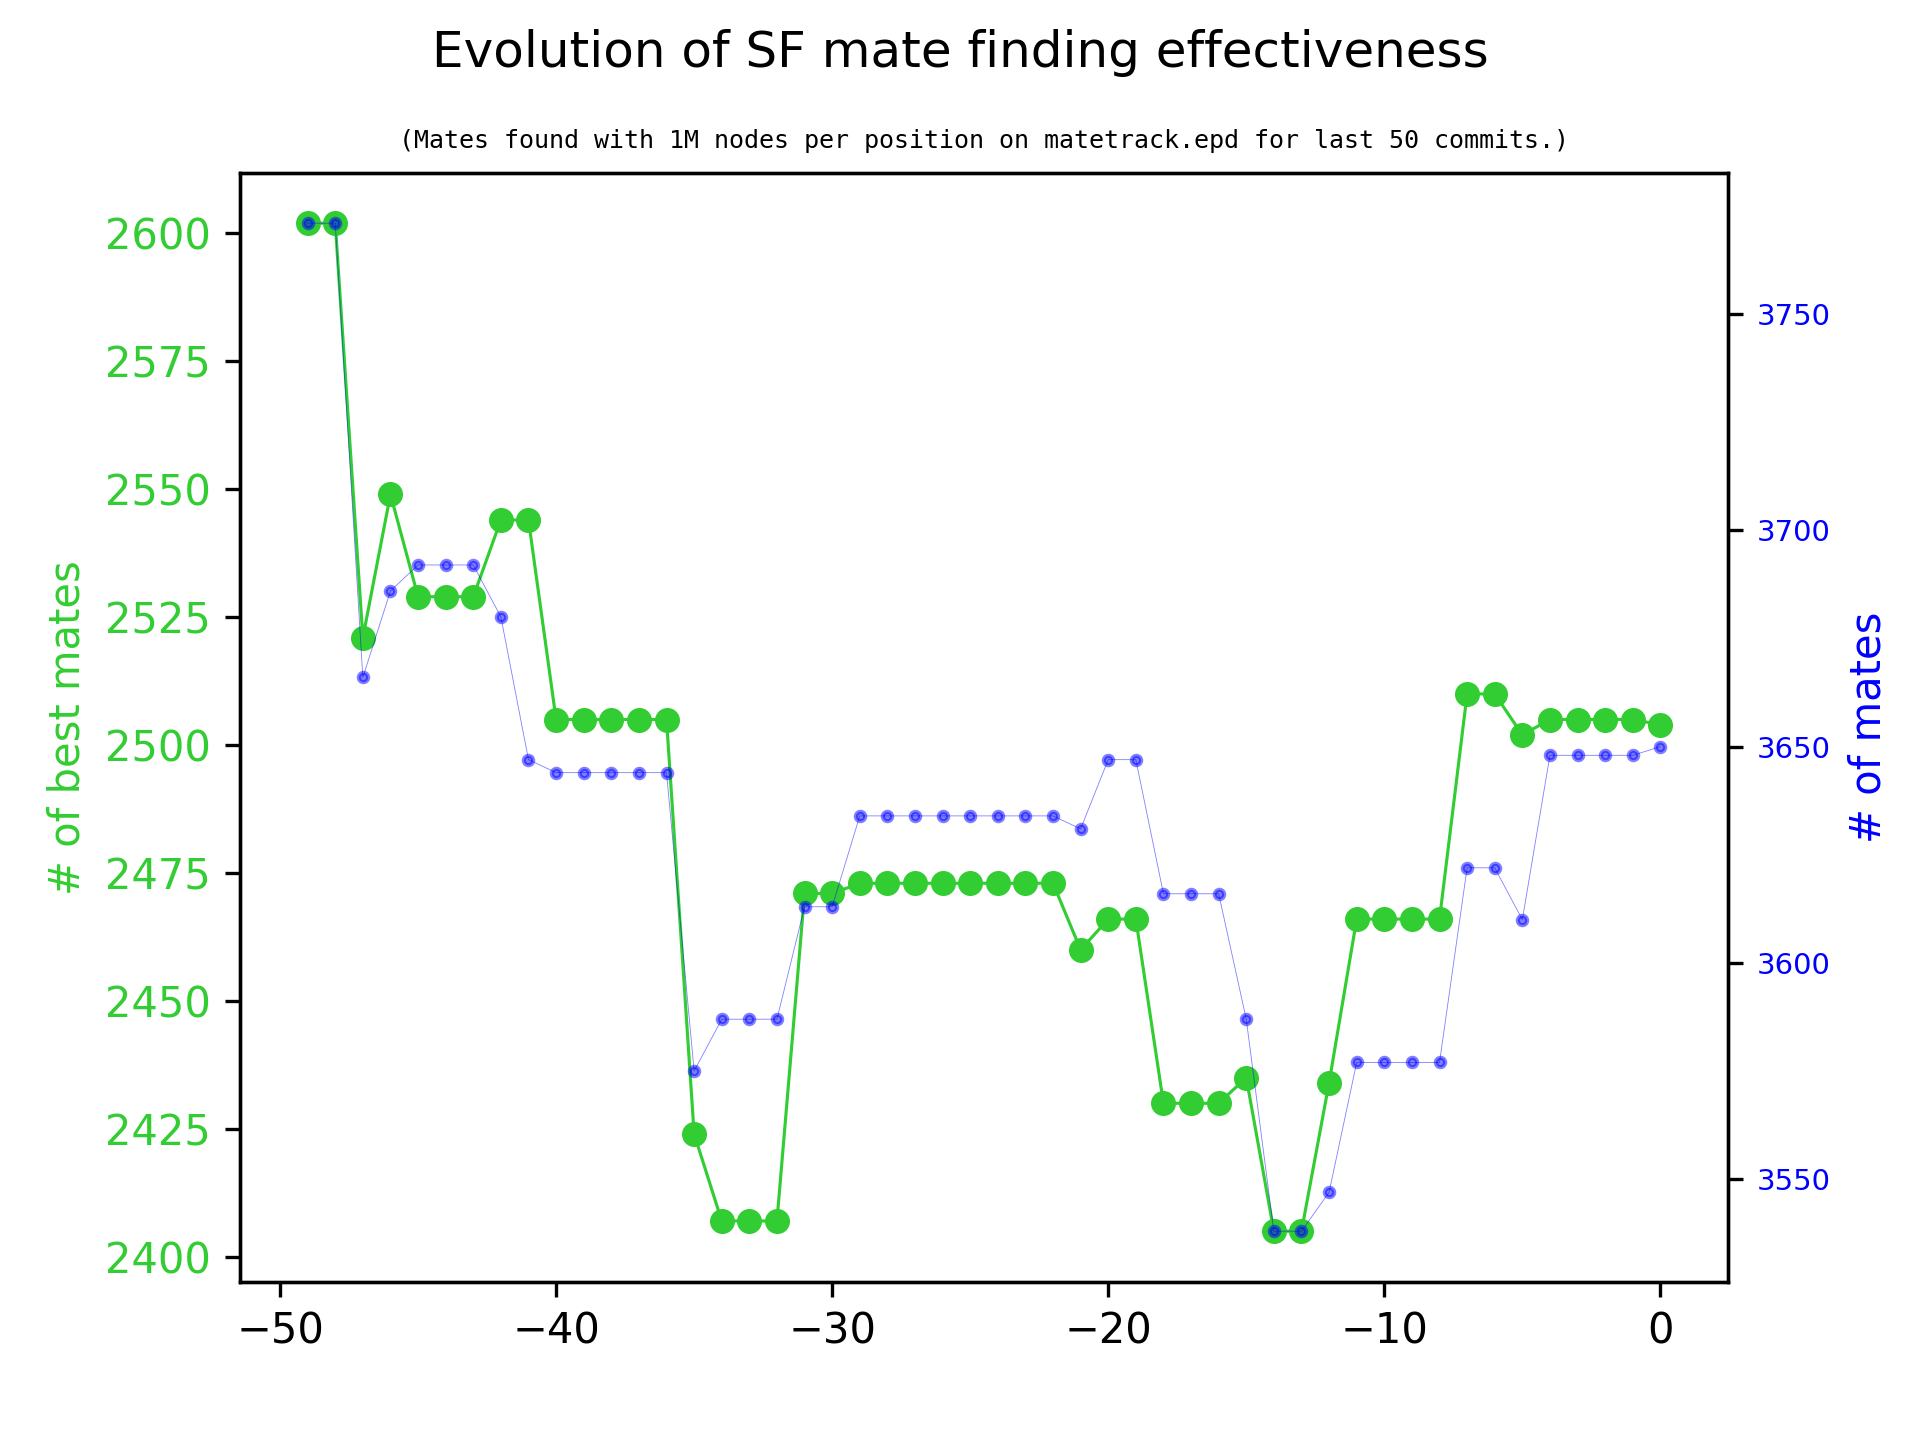 Evolution of SF mate finding effectiveness
(Mates found with 1M nodes per position on matetrack.epd for last 50 commits.)
# of best mates
2600
2575
2550
2525
2500
2475
2450
2425
2400
3750
3700
3650
3600
3550
# of mates
−50 −40 −30 −20 −10 0